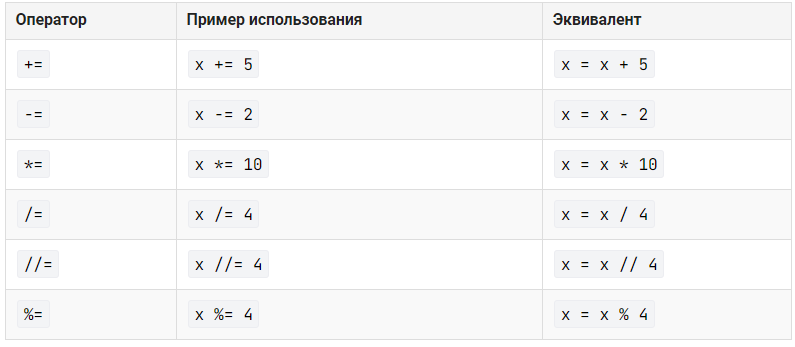 Оператор Пример использования Эквивалент
+= x += 5 x = x + 5
-= x -= 2 x = x - 2
*= x *= 10 x = x * 10
/= x /= 4 x = x / 4
//= x //= 4 x = x // 4
%= x %= 4 x = x % 4